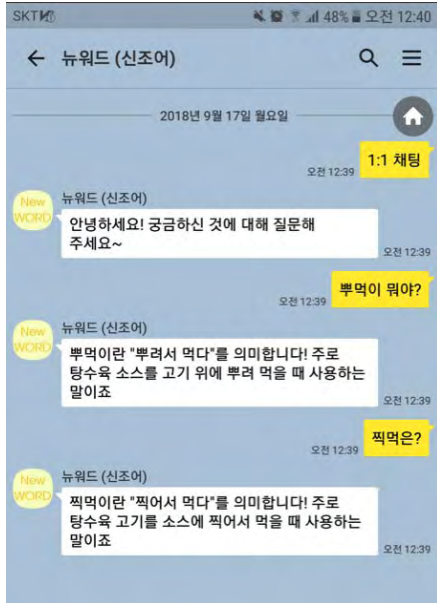 SKT
48% 오전 12:40
뉴워드 (신조어)
2018년 9월 17일 월요일
1:1 채팅
오전 12:39
New
WORD
뉴워드 (신조어)
안녕하세요! 궁금하신 것에 대해 질문해
주세요~
오전 12:39
뿌먹이 뭐야?
오전 12:39
New
WORD
뉴워드 (신조어)
뿌먹이란 "뿌려서 먹다"를 의미합니다! 주로
탕수육 소스를 고기 위에 뿌려 먹을 때 사용하는
말이죠
오전 12:39
찍먹은?
오전 12:39
New
WORD
뉴워드 (신조어)
찍먹이란 "찍어서 먹다"를 의미합니다! 주로
탕수육 고기를 소스에 찍어서 먹을 때 사용하는
말이죠
오전 12:39